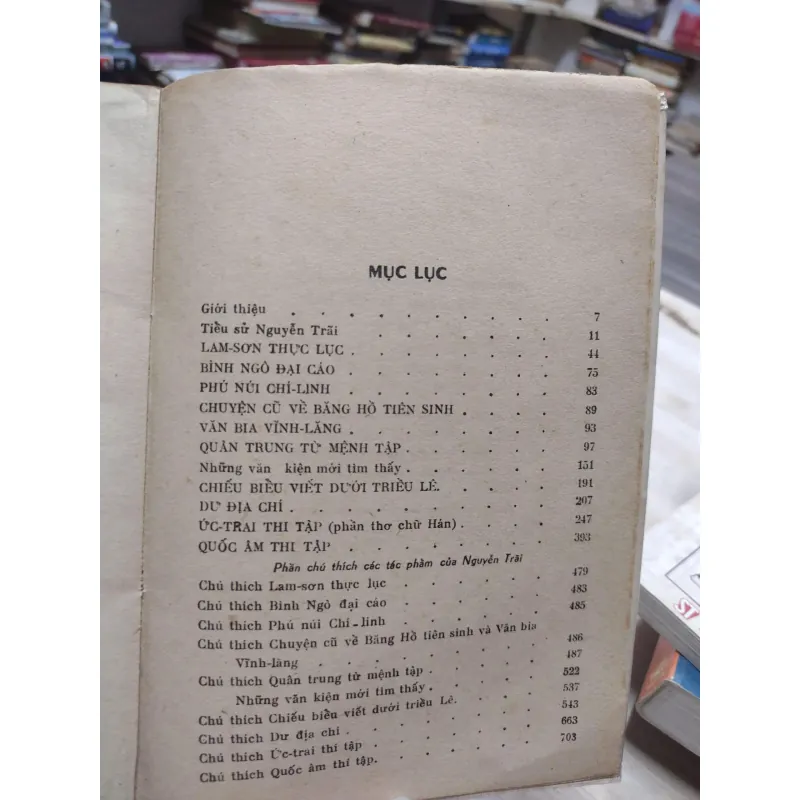 MỤC LỤC
Giới thiệu . . . . . . . . . 7
Tiểu sử Nguyễn Trãi . . . . . . . 11
LAM-SƠN THỰC LỤC . . . . . . . 44
BÌNH NGÔ ĐẠI CÁO . . . . . . . 75
PHÚ NÚI CHÍ-LINH . . . . . . . 83
CHUYỆN CŨ VỀ BĂNG HỒ TIÊN SINH . . . . 89
VĂN BIA VĨNH-LĂNG . . . . . . . 93
QUÂN TRUNG TỪ MỆNH TẬP . . . . . 97
Những văn kiện mới tìm thấy . . . . . 151
CHIẾU BIỂU VIẾT DƯỚI TRIỀU LÊ . . . . 191
DƯ ĐỊA CHÍ . . . . . . . . 207
ỨC-TRAI THI TẬP (phần thơ chữ Hán) . . . . 247
QUỐC ÂM THI TẬP . . . . . . . 393
Phần chú thích các tác phẩm của Nguyễn Trãi
Chú thích Lam-sơn thực lục . . . . . 479
Chú thích Bình Ngô đại cáo . . . . . 483
Chú thích Phú núi Chí-linh . . . . . 485
Chú thích Chuyện cũ về Băng Hồ tiên sinh và Văn bia
Vĩnh-lăng . . . . . . . 486
Chú thích Quân trung từ mệnh tập . . . . 487
Những văn kiện mới tìm thấy . . . . 522
Chú thích Chiếu biểu viết dưới triều Lê . . . 537
Chú thích Dư địa chí . . . . . . 543
Chú thích Ức-trai thi tập . . . . . 663
Chú thích Quốc âm thi tập . . . . . 703